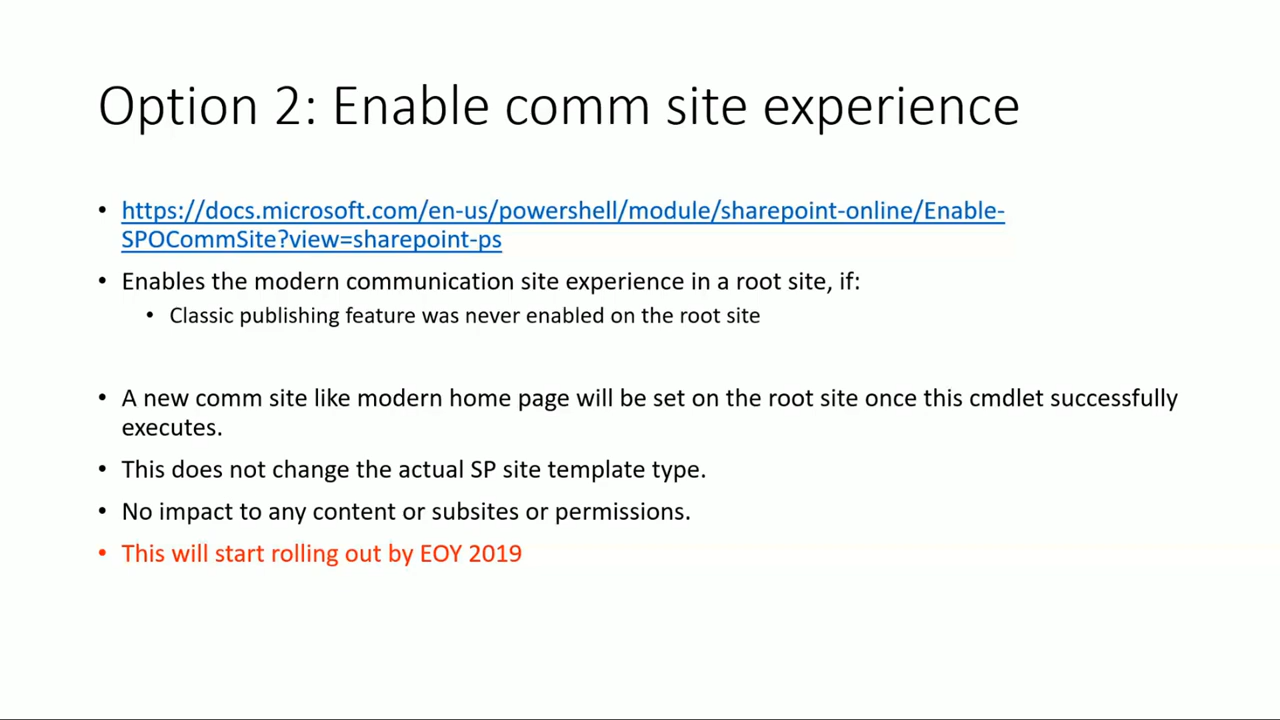 Option 2: Enable comm site experience
• https://docs.microsoft.com/en-us/powershell/module/sharepoint-online/Enable-
SPOCommSite?view=sharepoint-ps
• Enables the modern communication site experience in a root site, if:
• Classic publishing feature was never enabled on the root site
• A new comm site like modern home page will be set on the root site once this cmdlet successfully
executes.
• This does not change the actual SP site template type.
• No impact to any content or subsites or permissions.
• This will start rolling out by EOY 2019